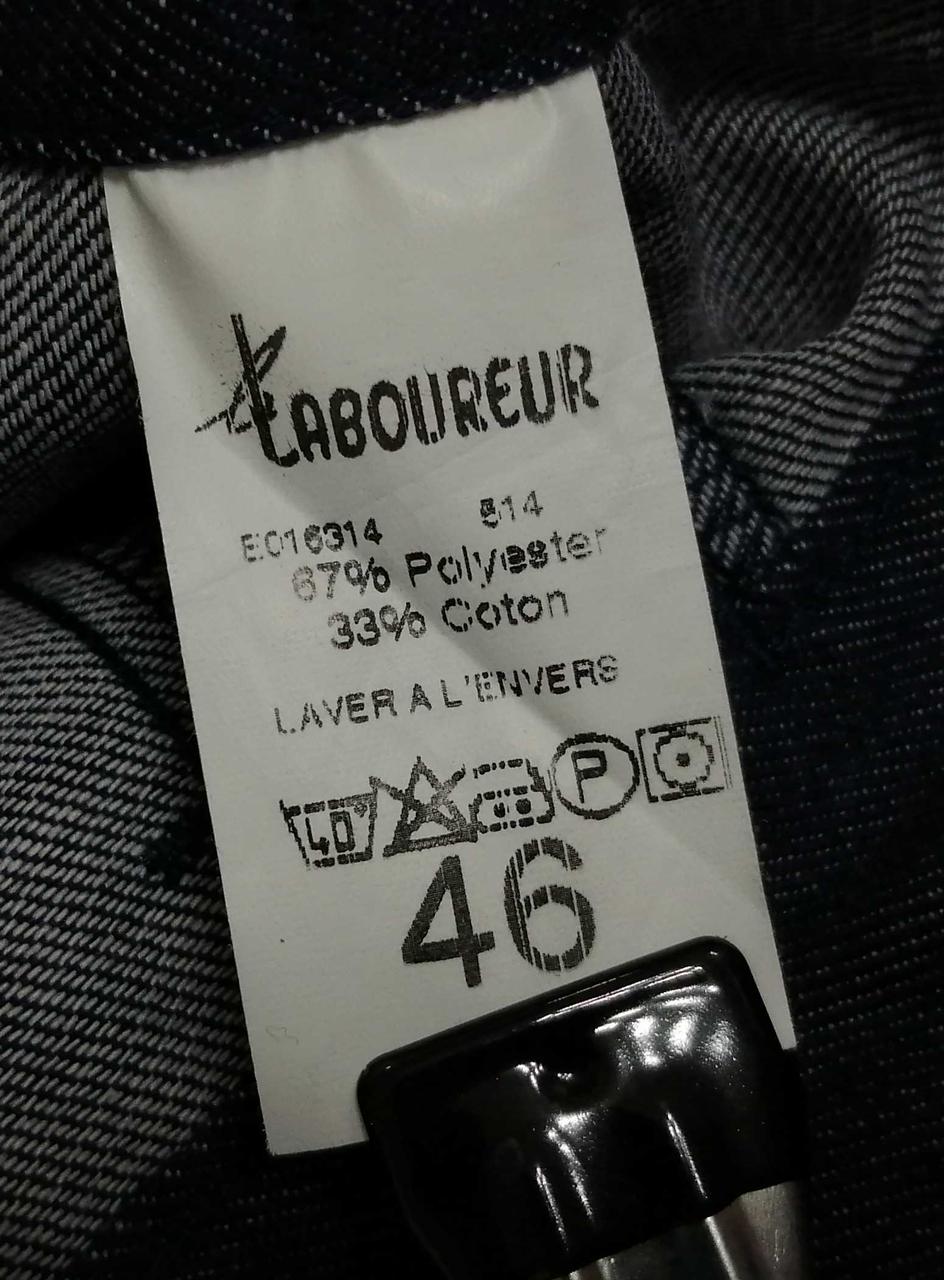 LABOUREUR
E016314 514
67% Polyester
33% Coton
LAVER A L'ENVERS
40° P
46